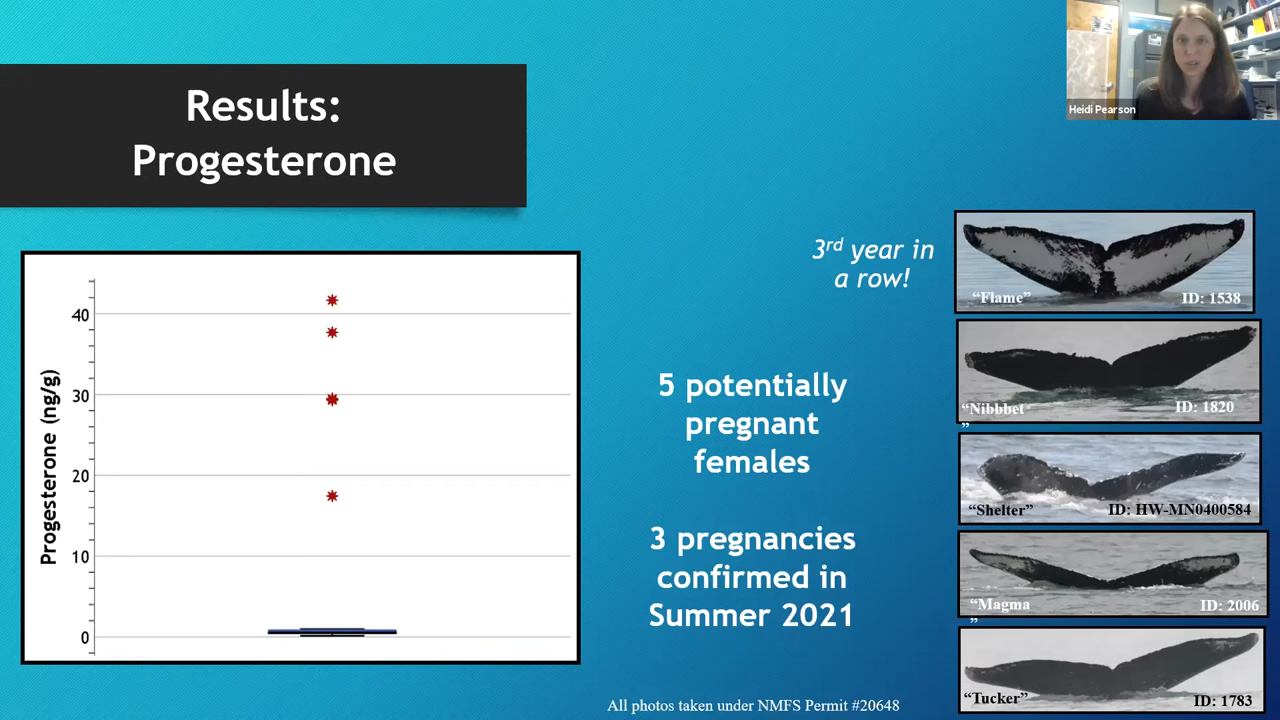 Results:
Progesterone
Heidi Pearson
3rd year in
a row!
"Flame" ID: 1538
"Nibbbet
" ID: 1820
"Shelter" ID: HW-MN0400584
"Magma
" ID: 2006
"Tucker" ID: 1783
Progesterone (ng/g)
40
30
20
10
0
5 potentially
pregnant
females
3 pregnancies
confirmed in
Summer 2021
All photos taken under NMFS Permit #20648